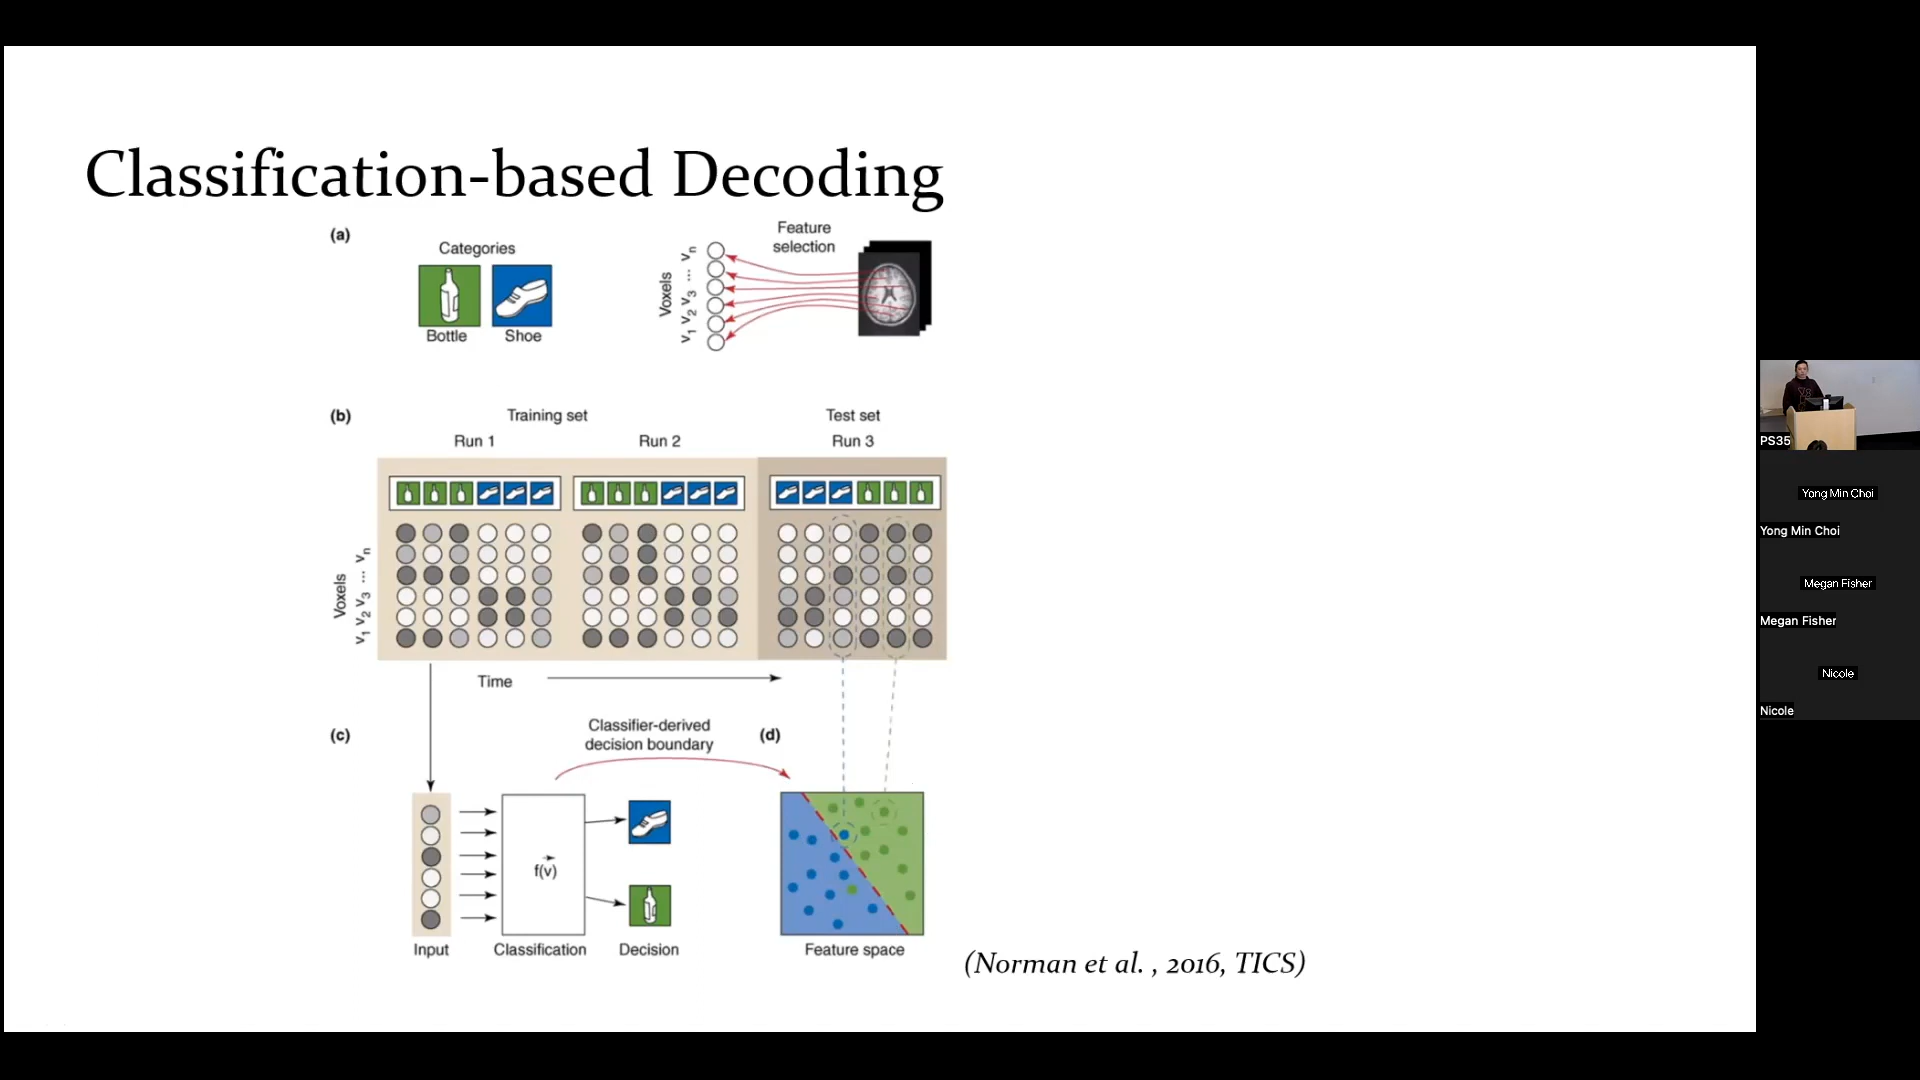 Classification-based Decoding
(a)
Categories
Bottle
Shoe
Feature
selection
Voxels
v1 v2 v3 ... vn
(b)
Training set
Test set
Run 1
Run 2
Run 3
Voxels
v1 v2 v3 ... vn
Time
(c)
Classifier-derived
decision boundary
(d)
f(v⃗)
Input
Classification
Decision
Feature space
(Norman et al. , 2016, TICS)
PS35
Yong Min Choi
Yong Min Choi
Megan Fisher
Megan Fisher
Nicole
Nicole